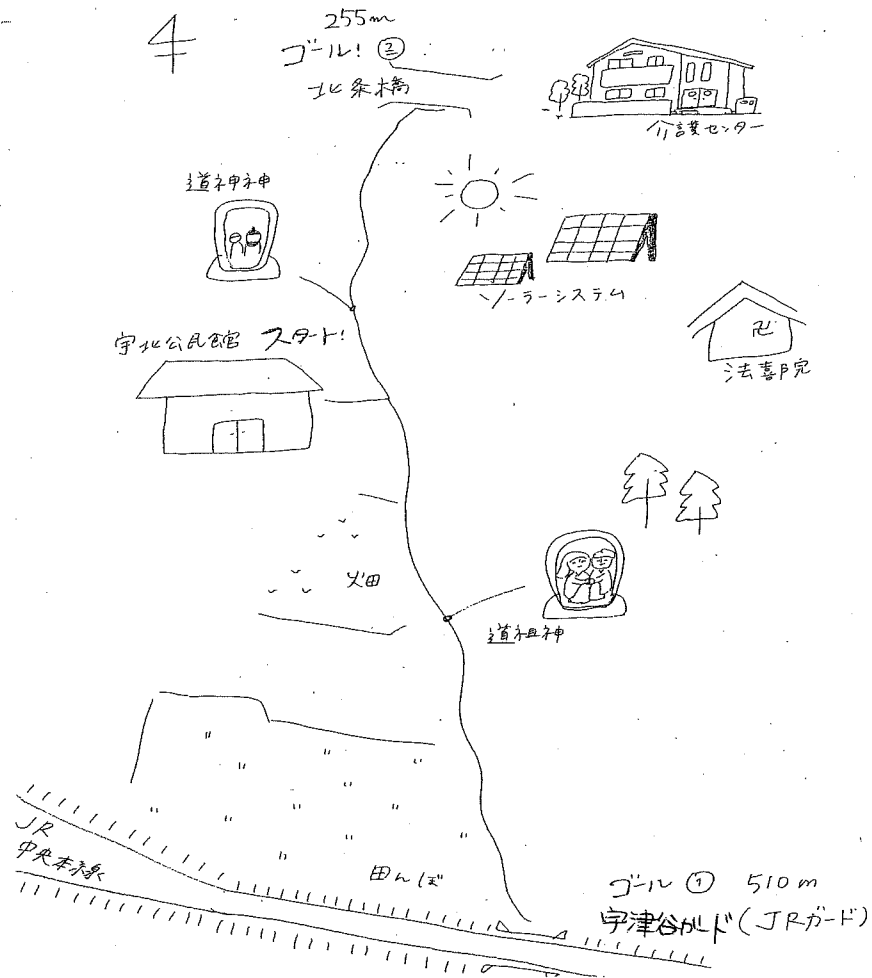 255m
ゴール! ②
北条橋
介護センター
道神神
ソーラーシステム
宇北公民館 スタート!
卍
法喜院
畑
道祖神
JR
中央本線
田んぼ
ゴール ① 510m
宇津谷ガード(JRガード)